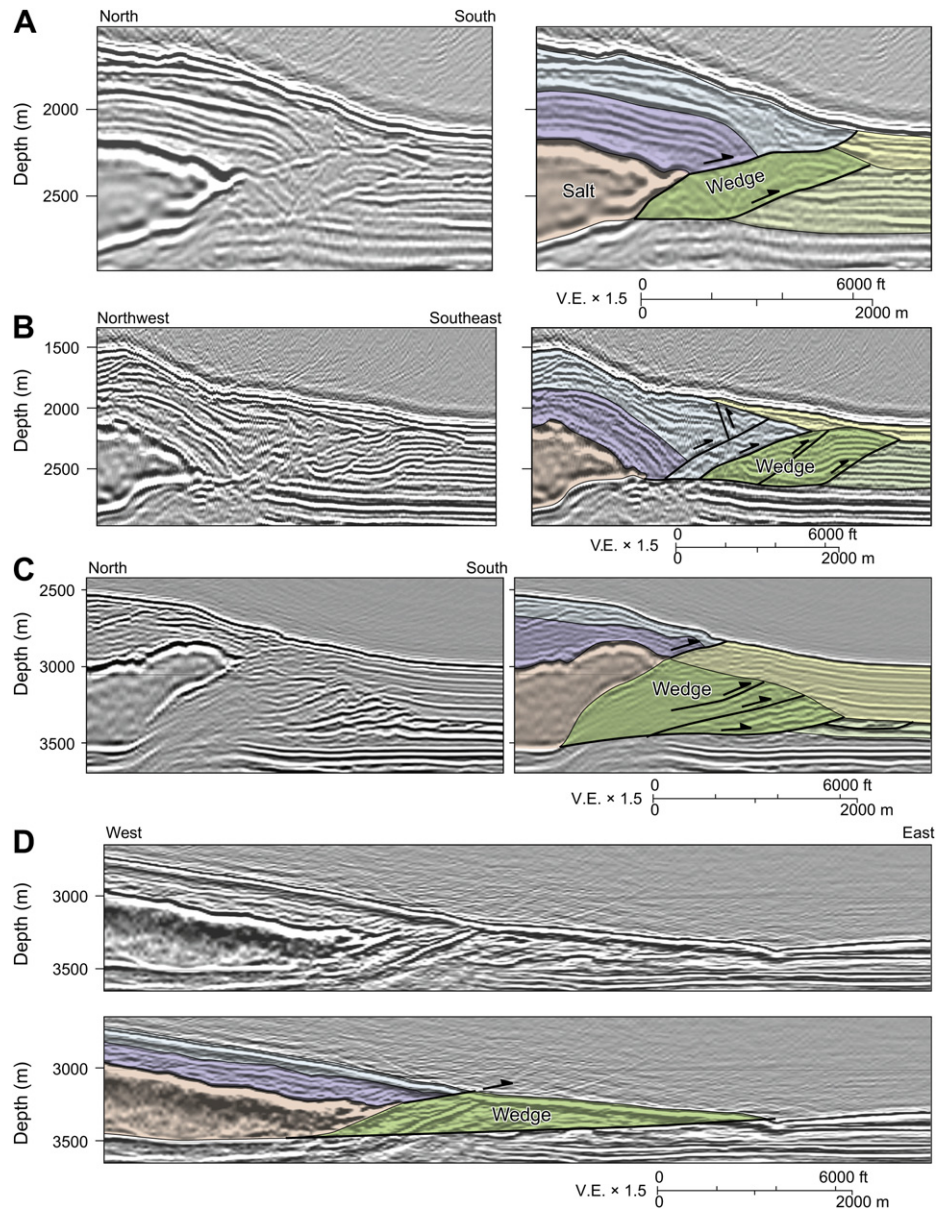 A
North South
Depth (m)
2000
2500
Salt
Wedge
V.E. × 1.5
0 6000 ft
0 2000 m
B
Northwest Southeast
Depth (m)
1500
2000
2500
Wedge
V.E. × 1.5
0 6000 ft
0 2000 m
C
North South
Depth (m)
2500
3000
3500
Wedge
V.E. × 1.5
0 6000 ft
0 2000 m
D
West East
Depth (m)
3000
3500
Depth (m)
3000
3500
Wedge
V.E. × 1.5
0 6000 ft
0 2000 m